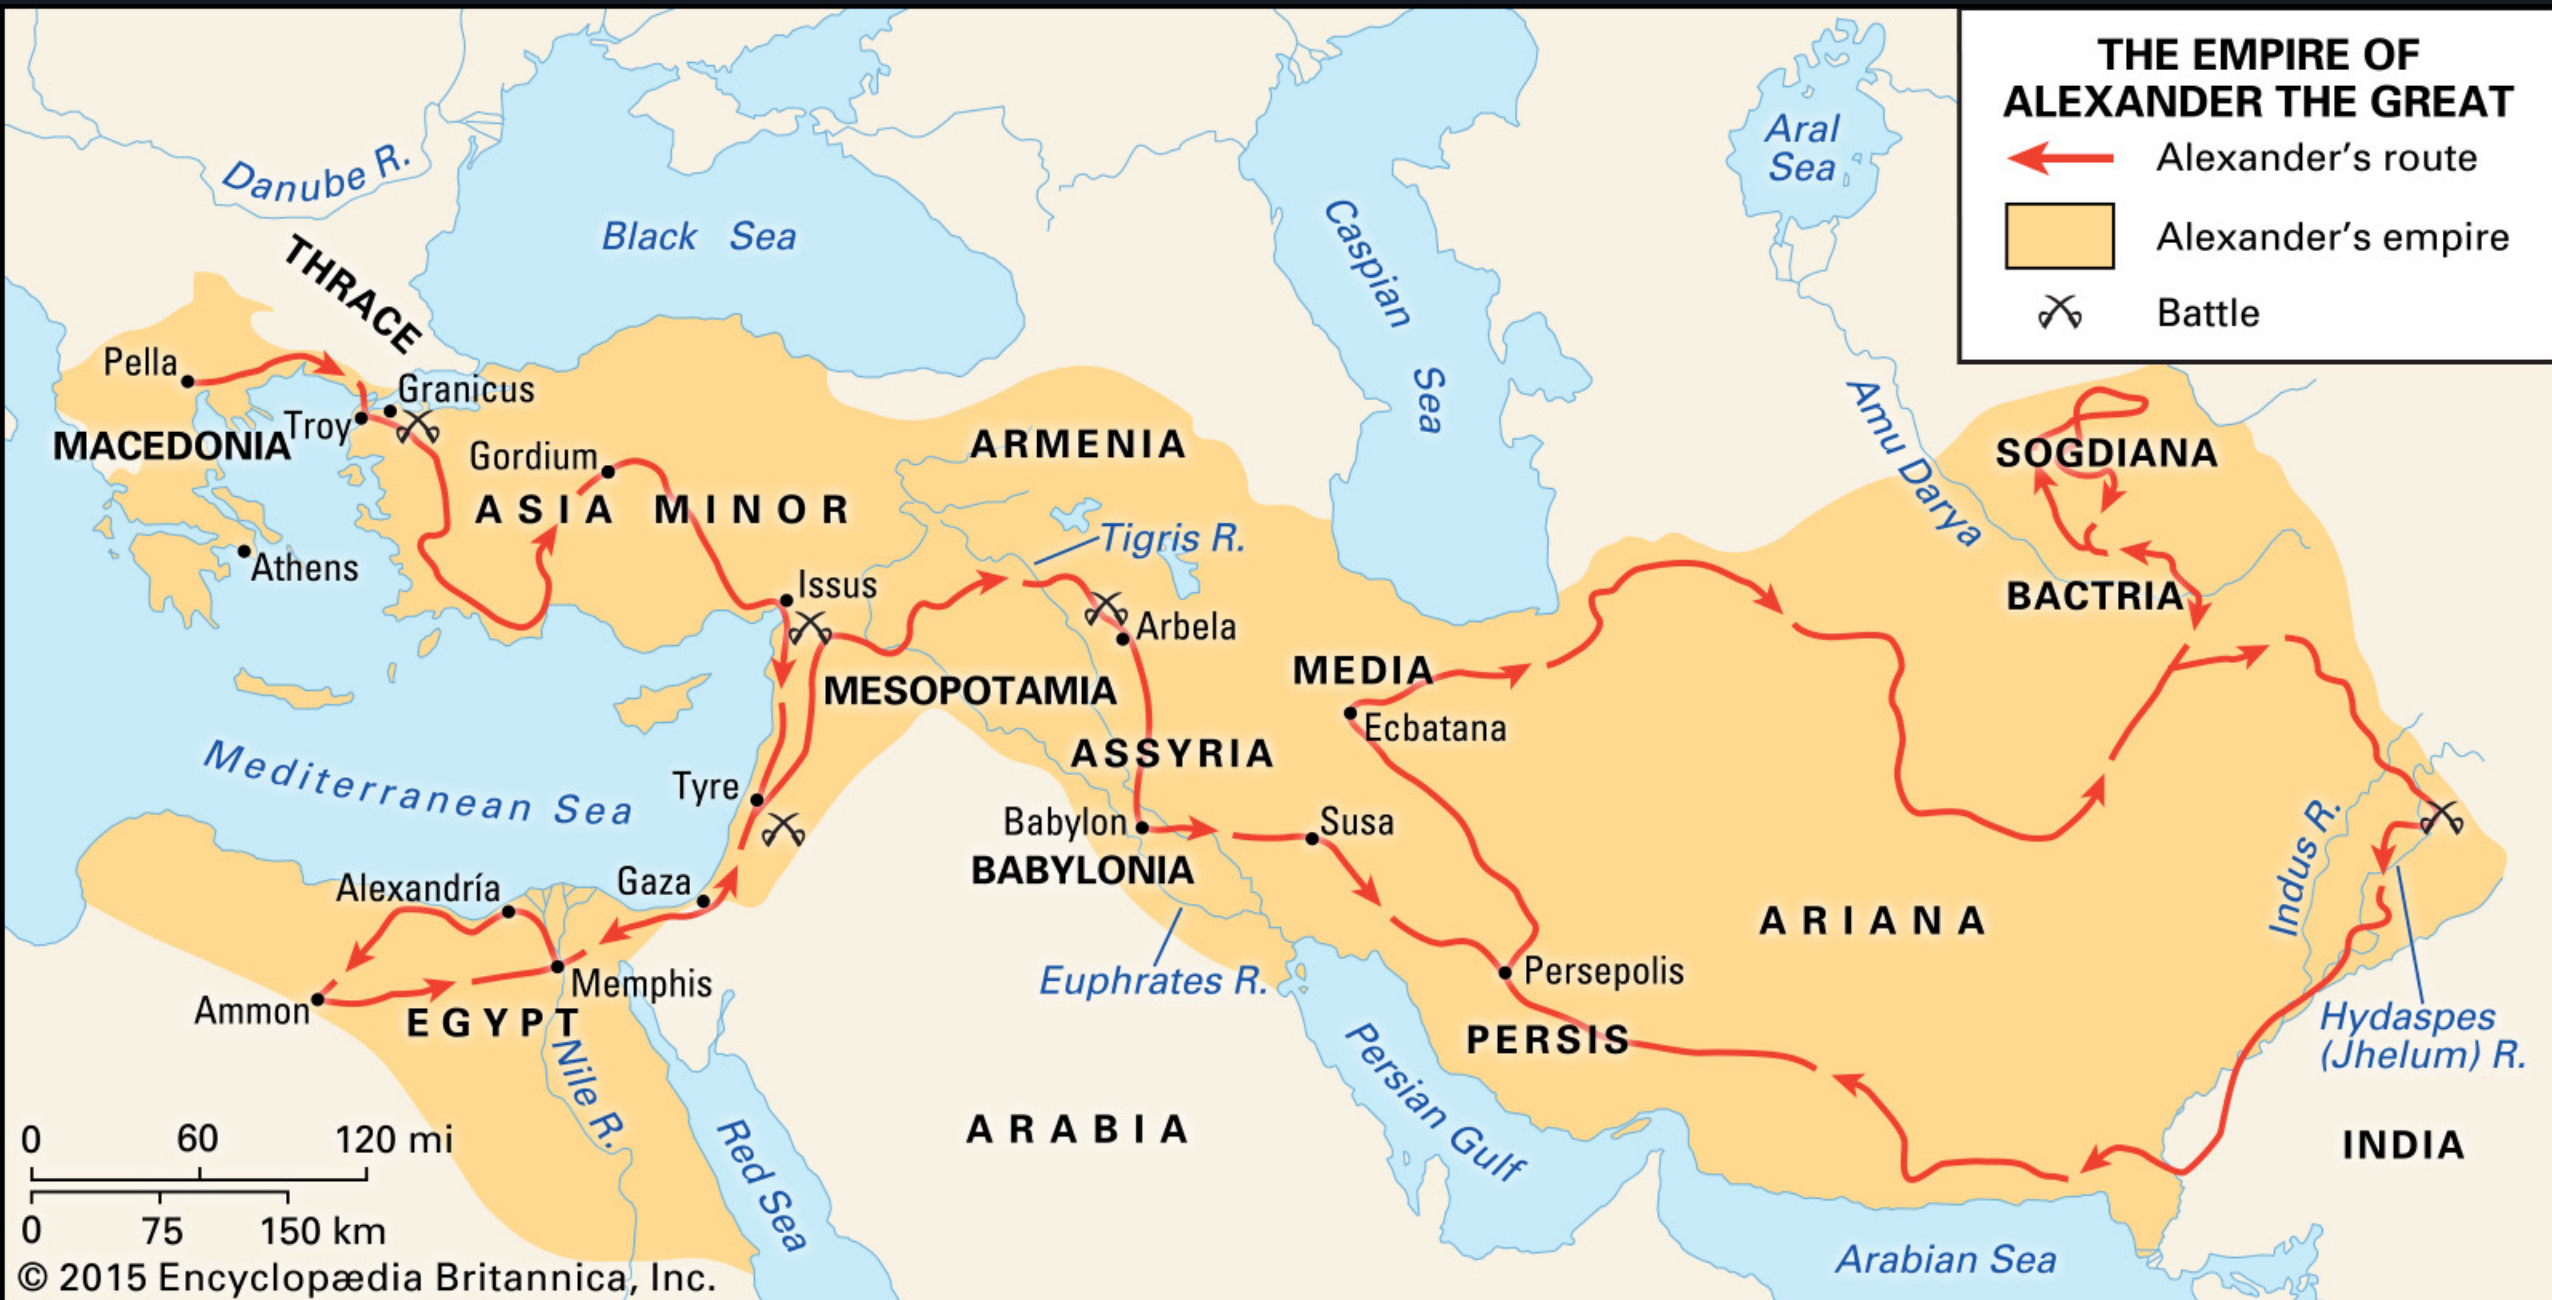 THE EMPIRE OF
ALEXANDER THE GREAT
Alexander's route
Alexander's empire
Battle
Danube R.
THRACE
Black Sea
Caspian
Sea
Aral
Sea
Amu Darya
Pella
Granicus
Troy
MACEDONIA
Gordium
ASIA MINOR
Athens
ARMENIA
Tigris R.
Issus
Arbela
MESOPOTAMIA
ASSYRIA
MEDIA
Ecbatana
SOGDIANA
BACTRIA
Mediterranean Sea
Tyre
Babylon
BABYLONIA
Susa
Alexandría
Gaza
Memphis
Ammon
EGYPT
Nile R.
Euphrates R.
Persepolis
PERSIS
ARIANA
Indus R.
Hydaspes
(Jhelum) R.
Persian Gulf
Red Sea
ARABIA
INDIA
Arabian Sea
0 60 120 mi
0 75 150 km
© 2015 Encyclopædia Britannica, Inc.